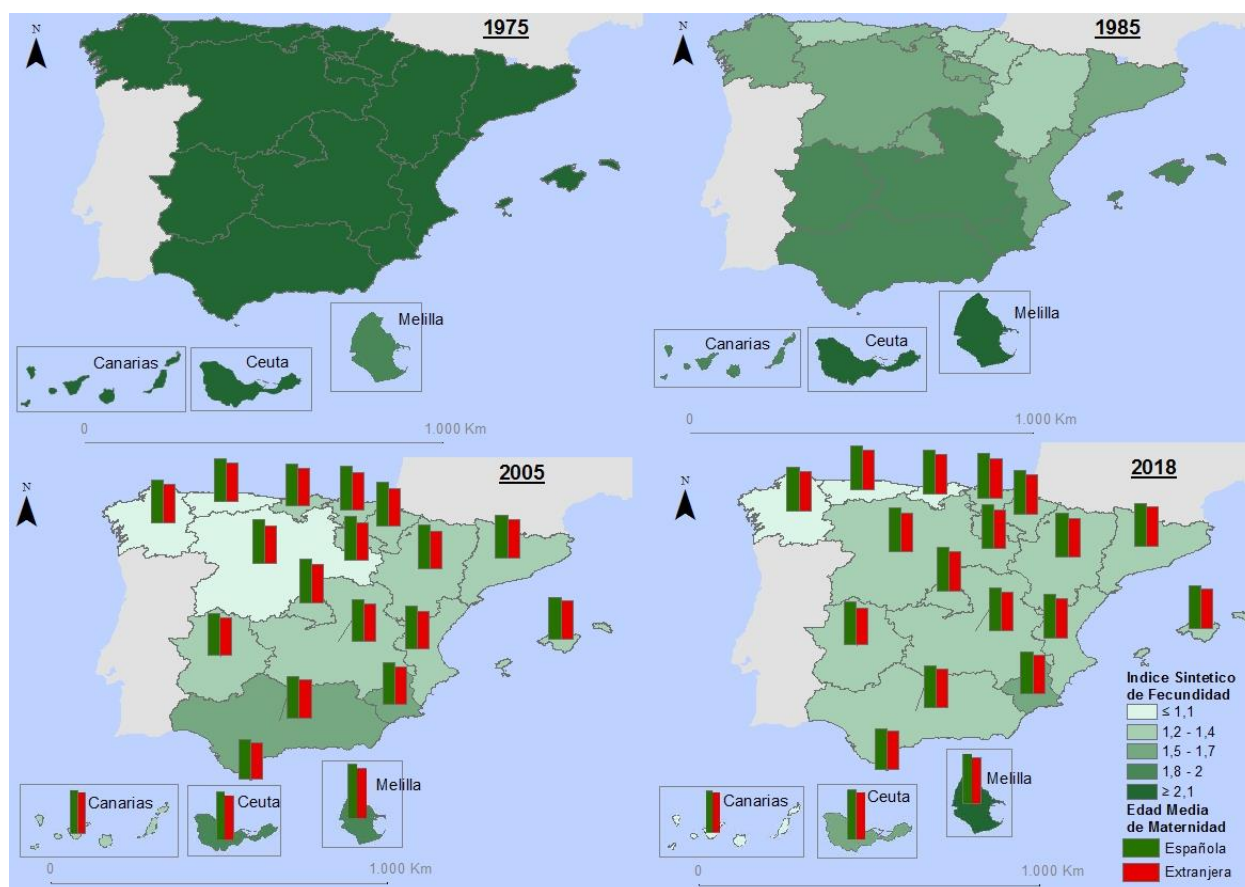 N
1975
Melilla
Canarias
Ceuta
0
1.000 Km
N
1985
Melilla
Canarias
Ceuta
0
1.000 Km
N
2005
Melilla
Canarias
Ceuta
0
1.000 Km
N
2018
Melilla
Canarias
Ceuta
0
1.000 Km
Indice Sintetico
de Fecundidad
≤ 1,1
1,2 - 1,4
1,5 - 1,7
1,8 - 2
≥ 2,1
Edad Media
de Maternidad
Española
Extranjera